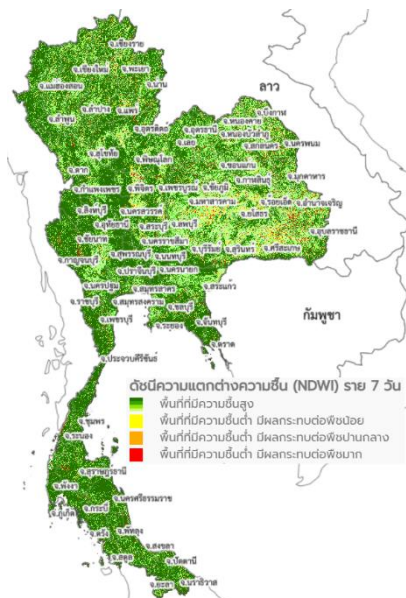 จ.เชียงราย
จ.เชียงใหม่
จ.พะเยา
จ.แม่ฮ่องสอน
จ.น่าน
ลาว
จ.ลำปาง
จ.แพร่
จ.บึงกาฬ
จ.ลำพูน
จ.อุตรดิตถ์
จ.อุดรธานี
จ.หนองคาย
จ.หนองบัวลำภู
จ.เลย
จ.สกลนคร
จ.นครพนม
จ.สุโขทัย
จ.พิษณุโลก
จ.ขอนแก่น
จ.ตาก
จ.กาฬสินธุ์
จ.มุกดาหาร
จ.กำแพงเพชร
จ.พิจิตร
จ.เพชรบูรณ์
จ.ชัยภูมิ
จ.มหาสารคาม
จ.ร้อยเอ็ด
จ.อำนาจเจริญ
จ.สิงห์บุรี
จ.นครสวรรค์
จ.ยโสธร
จ.อุทัยธานี
จ.สระบุรี
จ.ลพบุรี
จ.อุบลราชธานี
จ.ชัยนาท
จ.นครราชสีมา
จ.บุรีรัมย์
จ.สุรินทร์
จ.ศรีสะเกษ
จ.สุพรรณบุรี
จ.นนทบุรี
จ.กาญจนบุรี
จ.ปราจีนบุรี
จ.นครนายก
จ.นครปฐม
จ.สมุทรสาคร
จ.สระแก้ว
จ.ราชบุรี
จ.สมุทรสงคราม
จ.ชลบุรี
กัมพูชา
จ.เพชรบุรี
จ.ระยอง
จ.จันทบุรี
จ.ตราด
จ.ประจวบคีรีขันธ์
ดัชนีความแตกต่างความชื้น (NDWI) ราย 7 วัน
พื้นที่ที่มีความชื้นสูง
พื้นที่ที่มีความชื้นต่ำ มีผลกระทบต่อพืชน้อย
พื้นที่ที่มีความชื้นต่ำ มีผลกระทบต่อพืชปานกลาง
พื้นที่ที่มีความชื้นต่ำ มีผลกระทบต่อพืชมาก
จ.ชุมพร
จ.ระนอง
จ.สุราษฎร์ธานี
จ.พังงา
จ.นครศรีธรรมราช
จ.กระบี่
จ.ภูเก็ต
จ.ตรัง
จ.พัทลุง
จ.สงขลา
จ.สตูล
จ.ปัตตานี
จ.ยะลา
จ.นราธิวาส